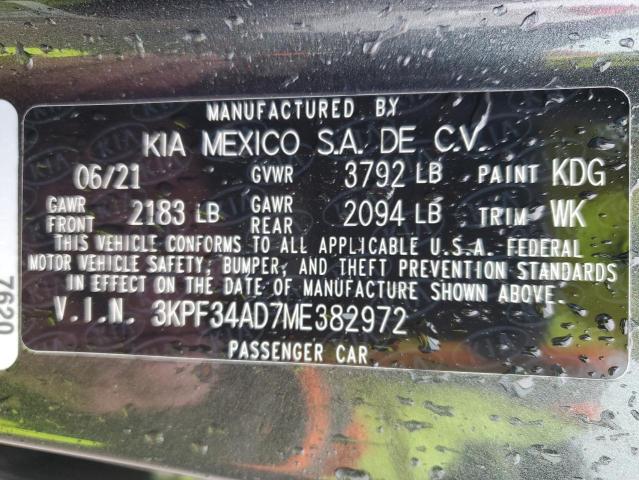 MANUFACTURED BY
KIA MEXICO S.A. DE C.V.
06/21 GVWR 3792 LB PAINT KDG
GAWR FRONT 2183 LB GAWR REAR 2094 LB TRIM WK
THIS VEHICLE CONFORMS TO ALL APPLICABLE U.S.A. FEDERAL
MOTOR VEHICLE SAFETY, BUMPER, AND THEFT PREVENTION STANDARDS
IN EFFECT ON THE DATE OF MANUFACTURE SHOWN ABOVE.
V.I.N. 3KPF34AD7ME382972
PASSENGER CAR
7620